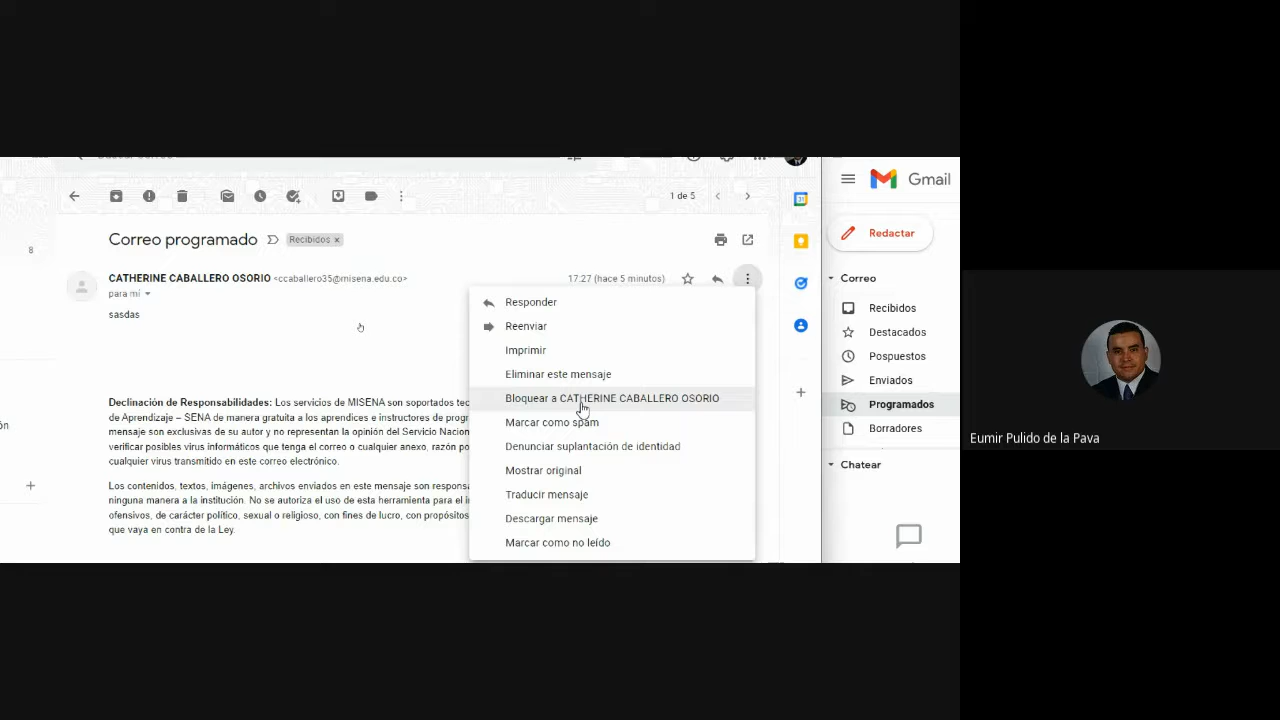 1 de 5
Gmail
Correo programado
Recibidos x
Redactar
8
CATHERINE CABALLERO OSORIO <ccaballero35@misena.edu.co>
17:27 (hace 5 minutos)
para mi
sasdas
Responder
Reenviar
Imprimir
Eliminar este mensaje
Bloquear a CATHERINE CABALLERO OSORIO
Marcar como spam
Denunciar suplantación de identidad
Mostrar original
Traducir mensaje
Descargar mensaje
Marcar como no leído
Declinación de Responsabilidades: Los servicios de MISENA son soportados tec
de Aprendizaje – SENA de manera gratuita a los aprendices e instructores de progr
mensaje son exclusivas de su autor y no representan la opinión del Servicio Nacion
verificar posibles virus informáticos que tenga el correo o cualquier anexo, razón po
cualquier virus transmitido en este correo electrónico.
Los contenidos, textos, imágenes, archivos enviados en este mensaje son respons
ninguna manera a la institución. No se autoriza el uso de esta herramienta para el i
ofensivos, de carácter político, sexual o religioso, con fines de lucro, con propósitos
que vaya en contra de la Ley.
ón
Correo
Recibidos
Destacados
Pospuestos
Enviados
Programados
Borradores
Chatear
Eumir Pulido de la Pava